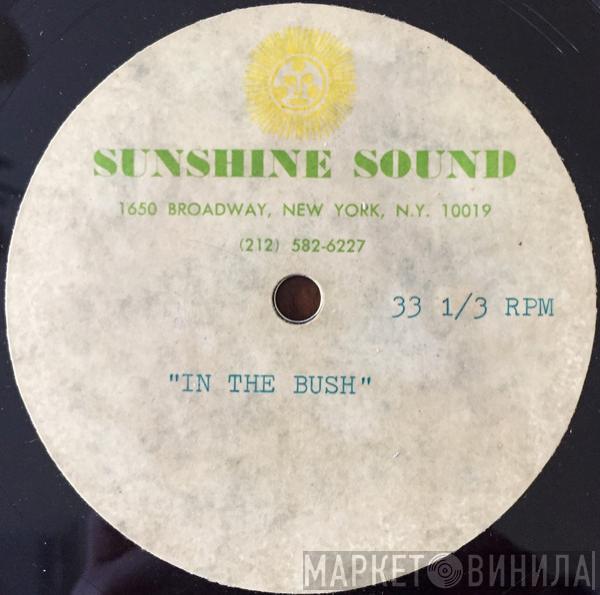 SUNSHINE SOUND
1650 BROADWAY, NEW YORK, N.Y. 10019
(212) 582-6227
33 1/3 RPM
"IN THE BUSH"
МАРКЕТ ВИНИЛА